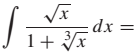 ∫ √x / (1 + ∛x) dx =